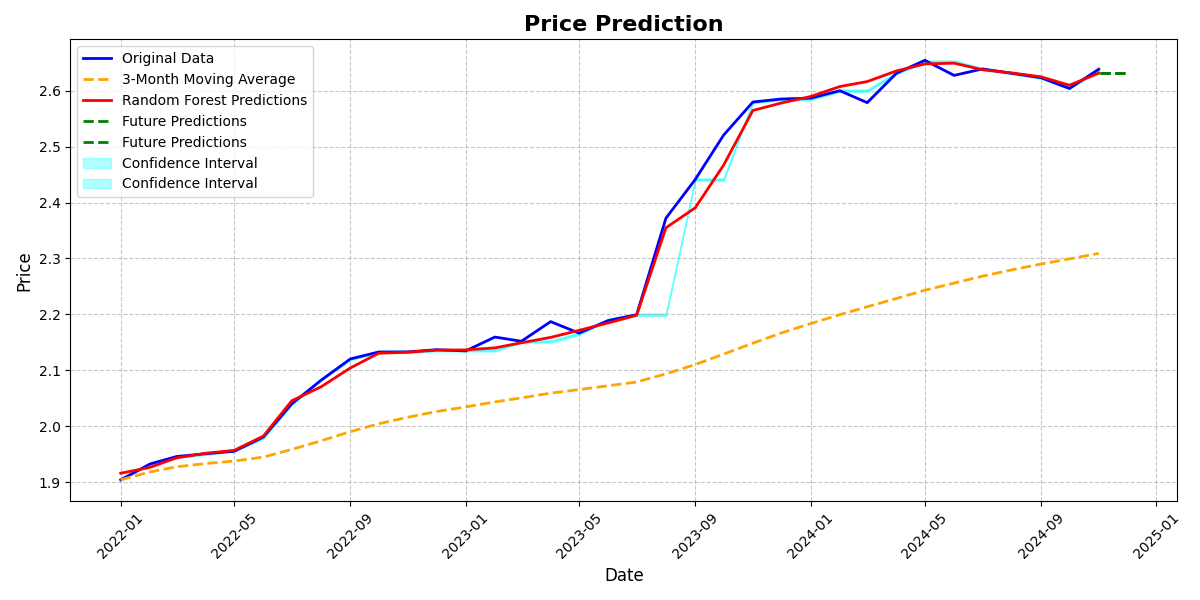 Price Prediction
Original Data
3-Month Moving Average
Random Forest Predictions
Future Predictions
Future Predictions
Confidence Interval
Confidence Interval
Price
2.6
2.5
2.4
2.3
2.2
2.1
2.0
1.9
2022-01
2022-05
2022-09
2023-01
2023-05
2023-09
2024-01
2024-05
2024-09
2025-01
Date